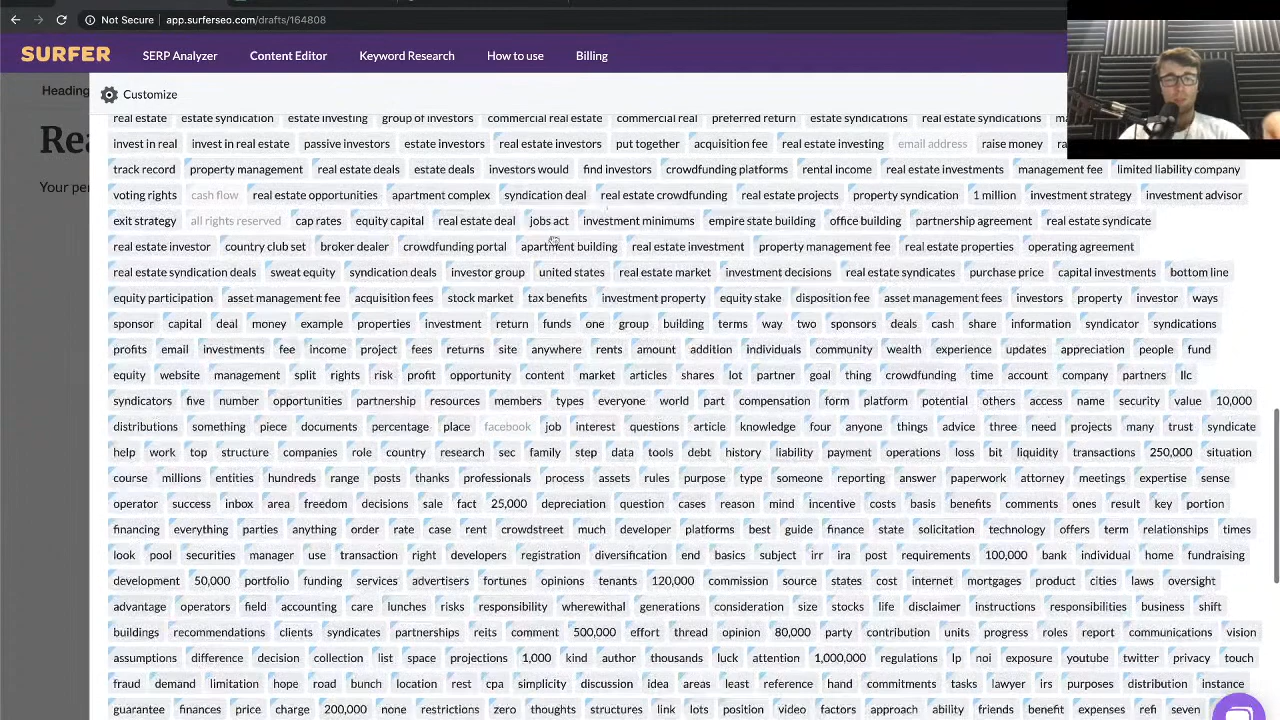 Not Secure app.surferseo.com/drafts/164808
SURFER SERP Analyzer Content Editor Research Billing
Heading
Customize
real estate estate syndication estate investing group of investors commercial real estate commercial real preferred return estate syndications real estate syndications
Rea
invest in real invest in real estate passive investors estate investors real estate investors pool together acquisition fee real estate investing email address raise money
track record property management real estate deals united states investors would find investors crowdfunding platforms rental income real estate investments management fee limited liability company
Your per
voting rights cash flow real estate opportunities apartment complex syndication deal real estate crowdfunding real estate projects property syndication 1 million investment strategy investment advisor
exit strategy all rights reserved cap rates equity capital real estate deal jobs act investment minimums empire state building office building partnership agreement real estate syndicate
real estate investor country club set broker dealer crowdfunding portal apartment building real estate investment property management fee real estate properties operating agreement
real estate syndication deals sweat equity syndication deals investor group united states real estate market investment decisions real estate syndicates purchase price capital investments bottom line
equity participation asset management fee acquisition fees stock market tax benefits investment property equity stake disposition fee asset management fees investors property investor ways
sponsor capital deal money example properties investment return funds one group building terms way two sponsors deals cash share information syndicator syndications
profits email investments fee income project fees returns site anywhere rents amount addition individuals community wealth experience updates appreciation people fund
equity website management split rights risk profit opportunity content market articles shares lot partner goal thing crowdfunding time account company partners llc
syndicators five number opportunities partnership resources members types everyone world part compensation form platform potential others access name security value 10,000
distributions something piece documents percentage place facebook job interest questions article knowledge four anyone things advice three need projects many trust syndicate
help work top structure companies role country research set family step data tools debt history liability payment operations loss bit liquidity transactions 250,000 situation
course millions entities hundreds range costs thanks professionals process assets rules purpose type someone reporting answer paperwork attorney meetings expertise sense
operator success inbox area freedom decisions sale fact 25,000 depreciation question cases reason mind incentive costs basis benefits comments ones result key portion
financing everything parties anything order rate case rent crowdstreet much developer platforms best guide finance state solicitation technology offers term relationships times
look pool securities manager use transaction right developers registration diversification end basics subject irr ira post requirements 100,000 bank individual home fundraising
development 50,000 portfolio funding services advertisers fortunes opinions tenants 120,000 commission source states cost internet mortgages product cities laws oversight
advantage operators field accounting care lunches risks responsibility wherewithal generations consideration size stocks life disclaimer instructions responsibilities business shift
buildings recommendations clients syndicates partnerships reits comment 500,000 effort thread opinion 80,000 party contribution units progress roles report communications vision
assumptions difference decision collection list space projections 1,000 kind author thousands luck attention 1,000,000 regulations lp noi exposure youtube twitter privacy touch
fraud demand limitation hope road bunch location rest cpa simplicity discussion idea areas least reference hand commitments tasks lawyer irs purposes distribution instance
guarantee finances price charge 200,000 none restrictions zero thoughts structures link lots position video factors approach ability friends benefit expenses refi seven